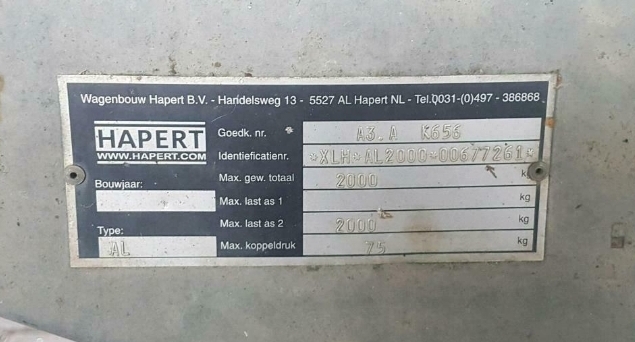 Wagenbouw Hapert B.V. - Handelsweg 13 - 5527 AL Hapert NL - Tel.0031-(0)497 - 386868
HAPERT
WWW.HAPERT.COM
Goedk. nr. A3.A K656
Identieficatienr. *XLH*AL2000*00677261*
Max. gew. totaal 2000 kg
Bouwjaar:
Max. last as 1 kg
Max. last as 2 2000 kg
Type:
AL
Max. koppeldruk 75 kg